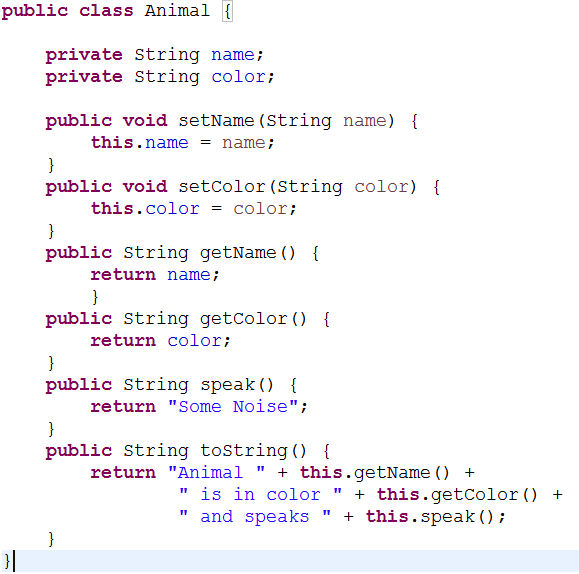 public class Animal {
private String name;
private String color;
public void setName(String name) {
this.name = name;
}
public void setColor(String color) {
this.color = color;
}
public String getName() {
return name;
}
public String getColor() {
return color;
}
public String speak() {
return "Some Noise";
}
public String toString() {
return "Animal " + this.getName() +
" is in color " + this.getColor() +
" and speaks " + this.speak();
}
}